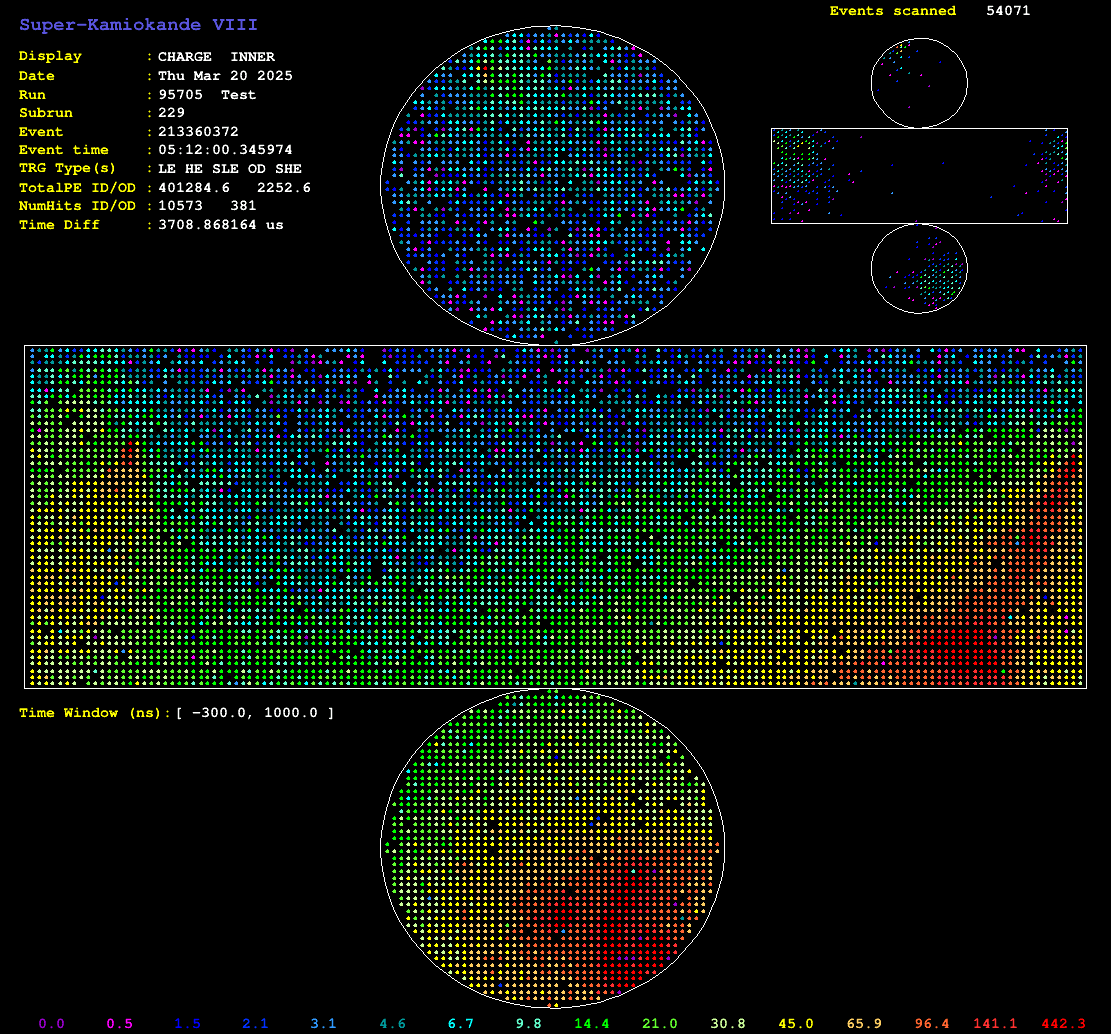 Super-Kamiokande VIII
Events scanned 54071
Display : CHARGE INNER
Date : Thu Mar 20 2025
Run : 95705 Test
Subrun : 229
Event : 213360372
Event time : 05:12:00.345974
TRG Type(s) : LE HE SLE OD SHE
TotalPE ID/OD : 401284.6 2252.6
NumHits ID/OD : 10573 381
Time Diff : 3708.868164 us
Time Window (ns):[ -300.0, 1000.0 ]
0.0 0.5 1.5 2.1 3.1 4.6 6.7 9.8 14.4 21.0 30.8 45.0 65.9 96.4 141.1 442.3